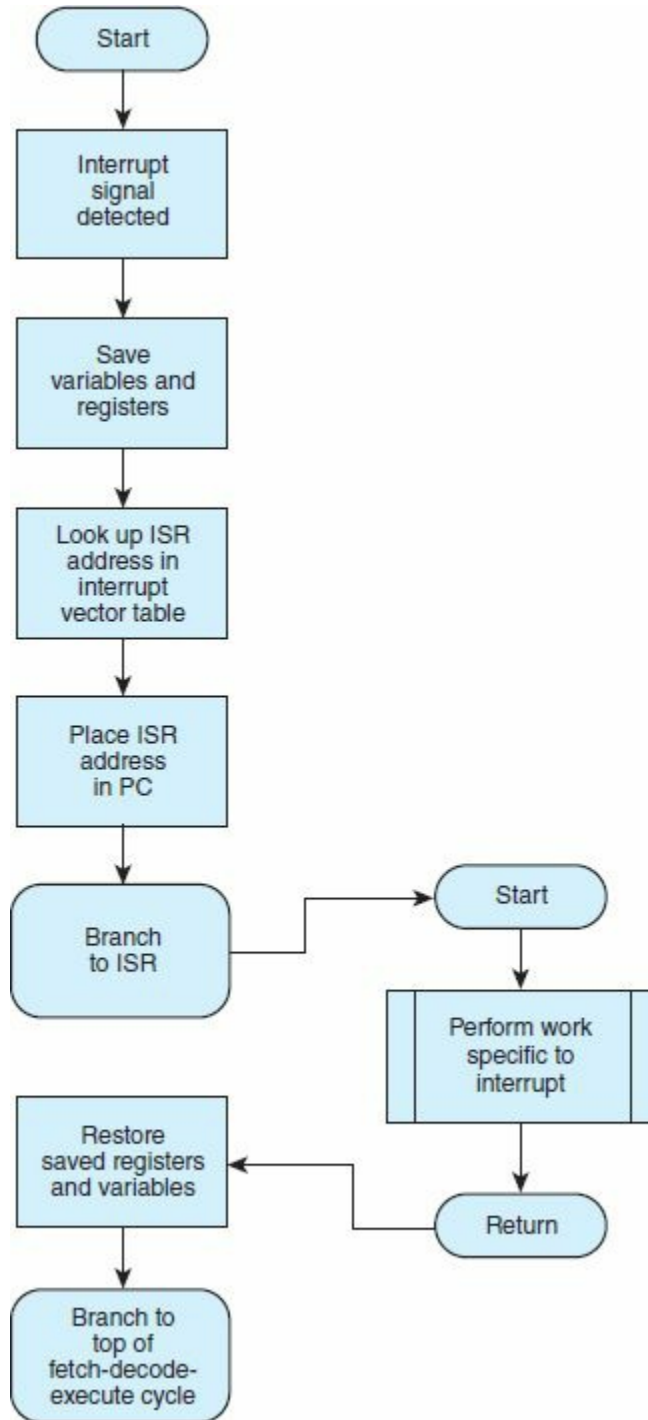 Start
Interrupt
signal
detected
Save
variables and
registers
Look up ISR
address in
interrupt
vector table
Place ISR
address
in PC
Branch
to ISR
Start
Perform work
specific to
interrupt
Return
Restore
saved registers
and variables
Branch to
top of
fetch-decode-
execute cycle